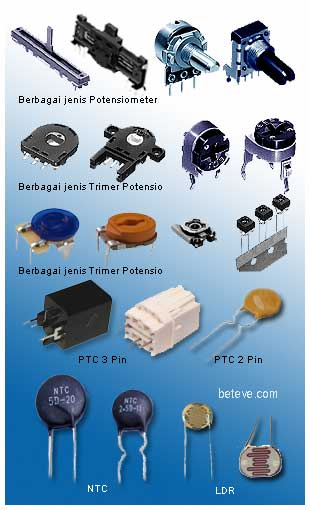 Berbagai jenis Potensiometer
Berbagai jenis Trimer Potensio
Berbagai jenis Trimer Potensio
PTC 3 Pin
PTC 2 Pin
beteve.com
NTC
5D-20
NTC
2-5D-13
NTC
LDR